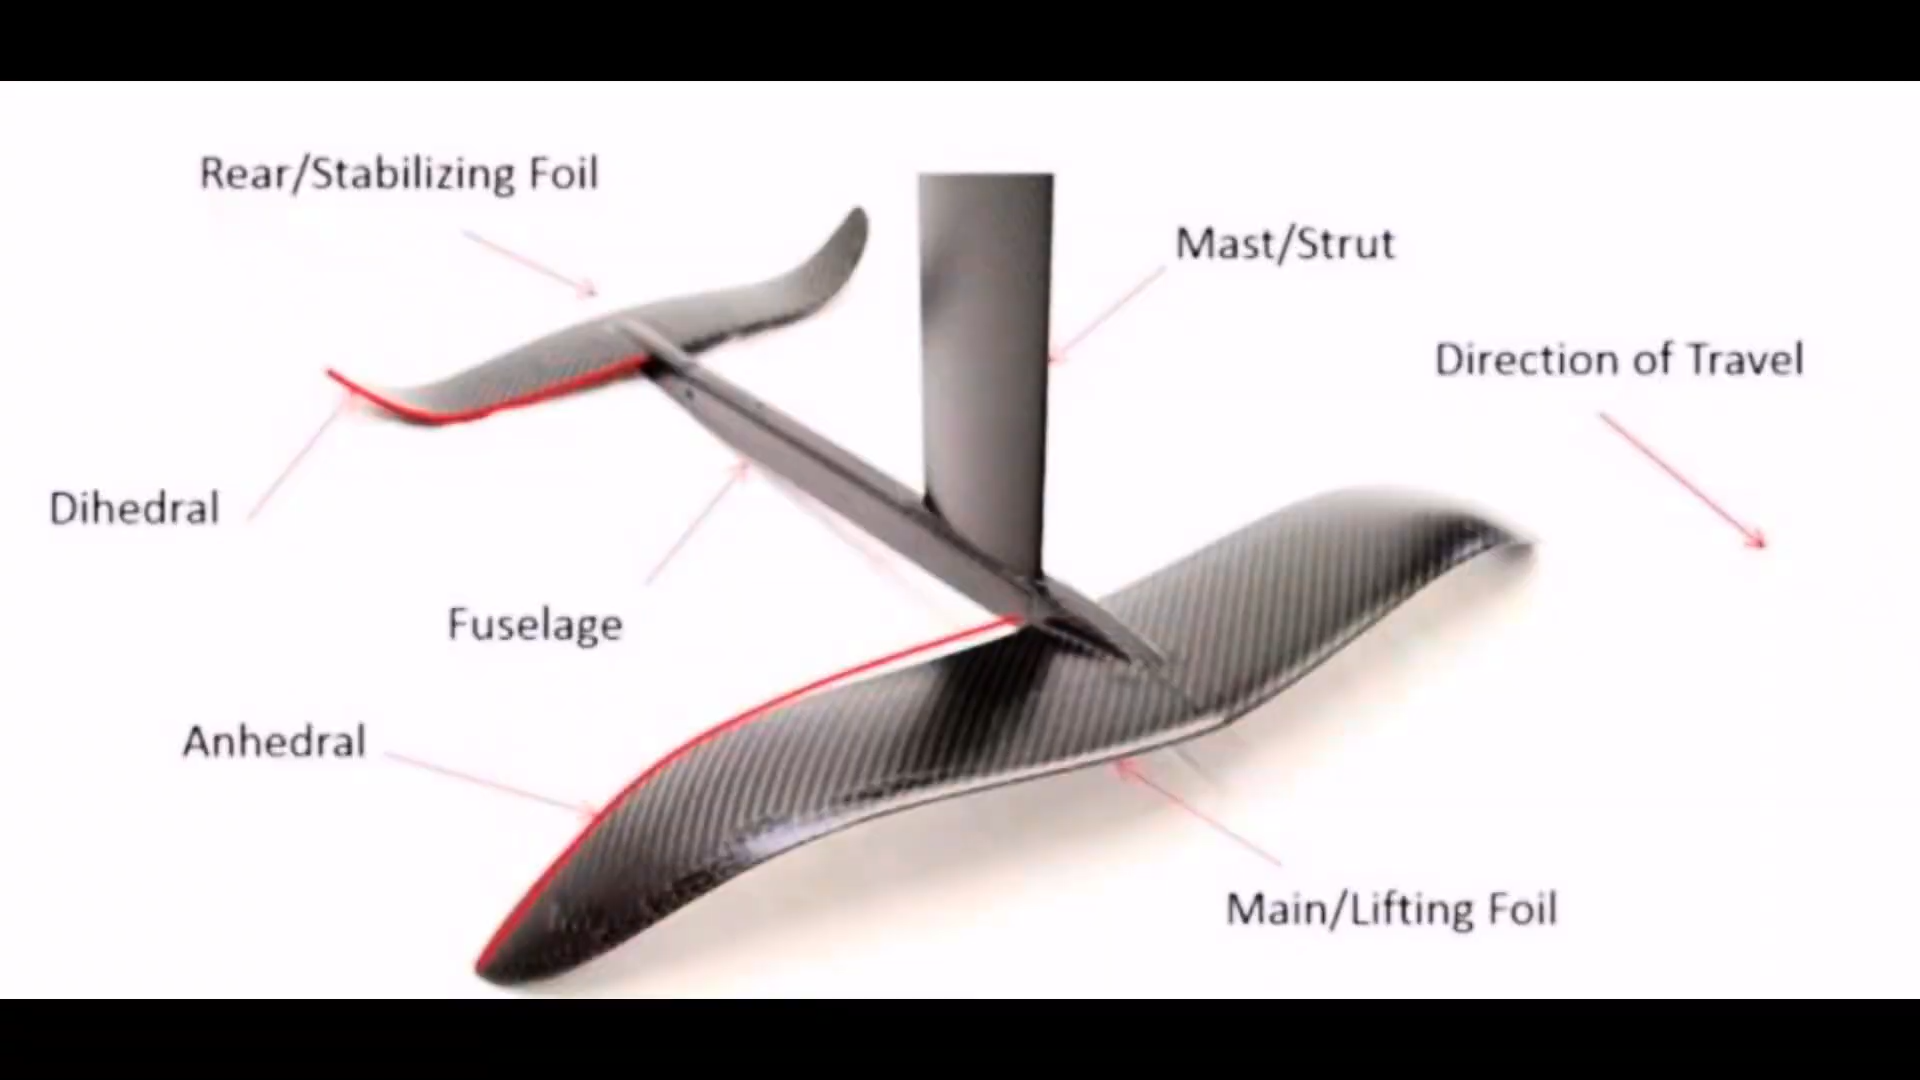 Rear/Stabilizing Foil
Mast/Strut
Direction of Travel
Dihedral
Fuselage
Anhedral
Main/Lifting Foil